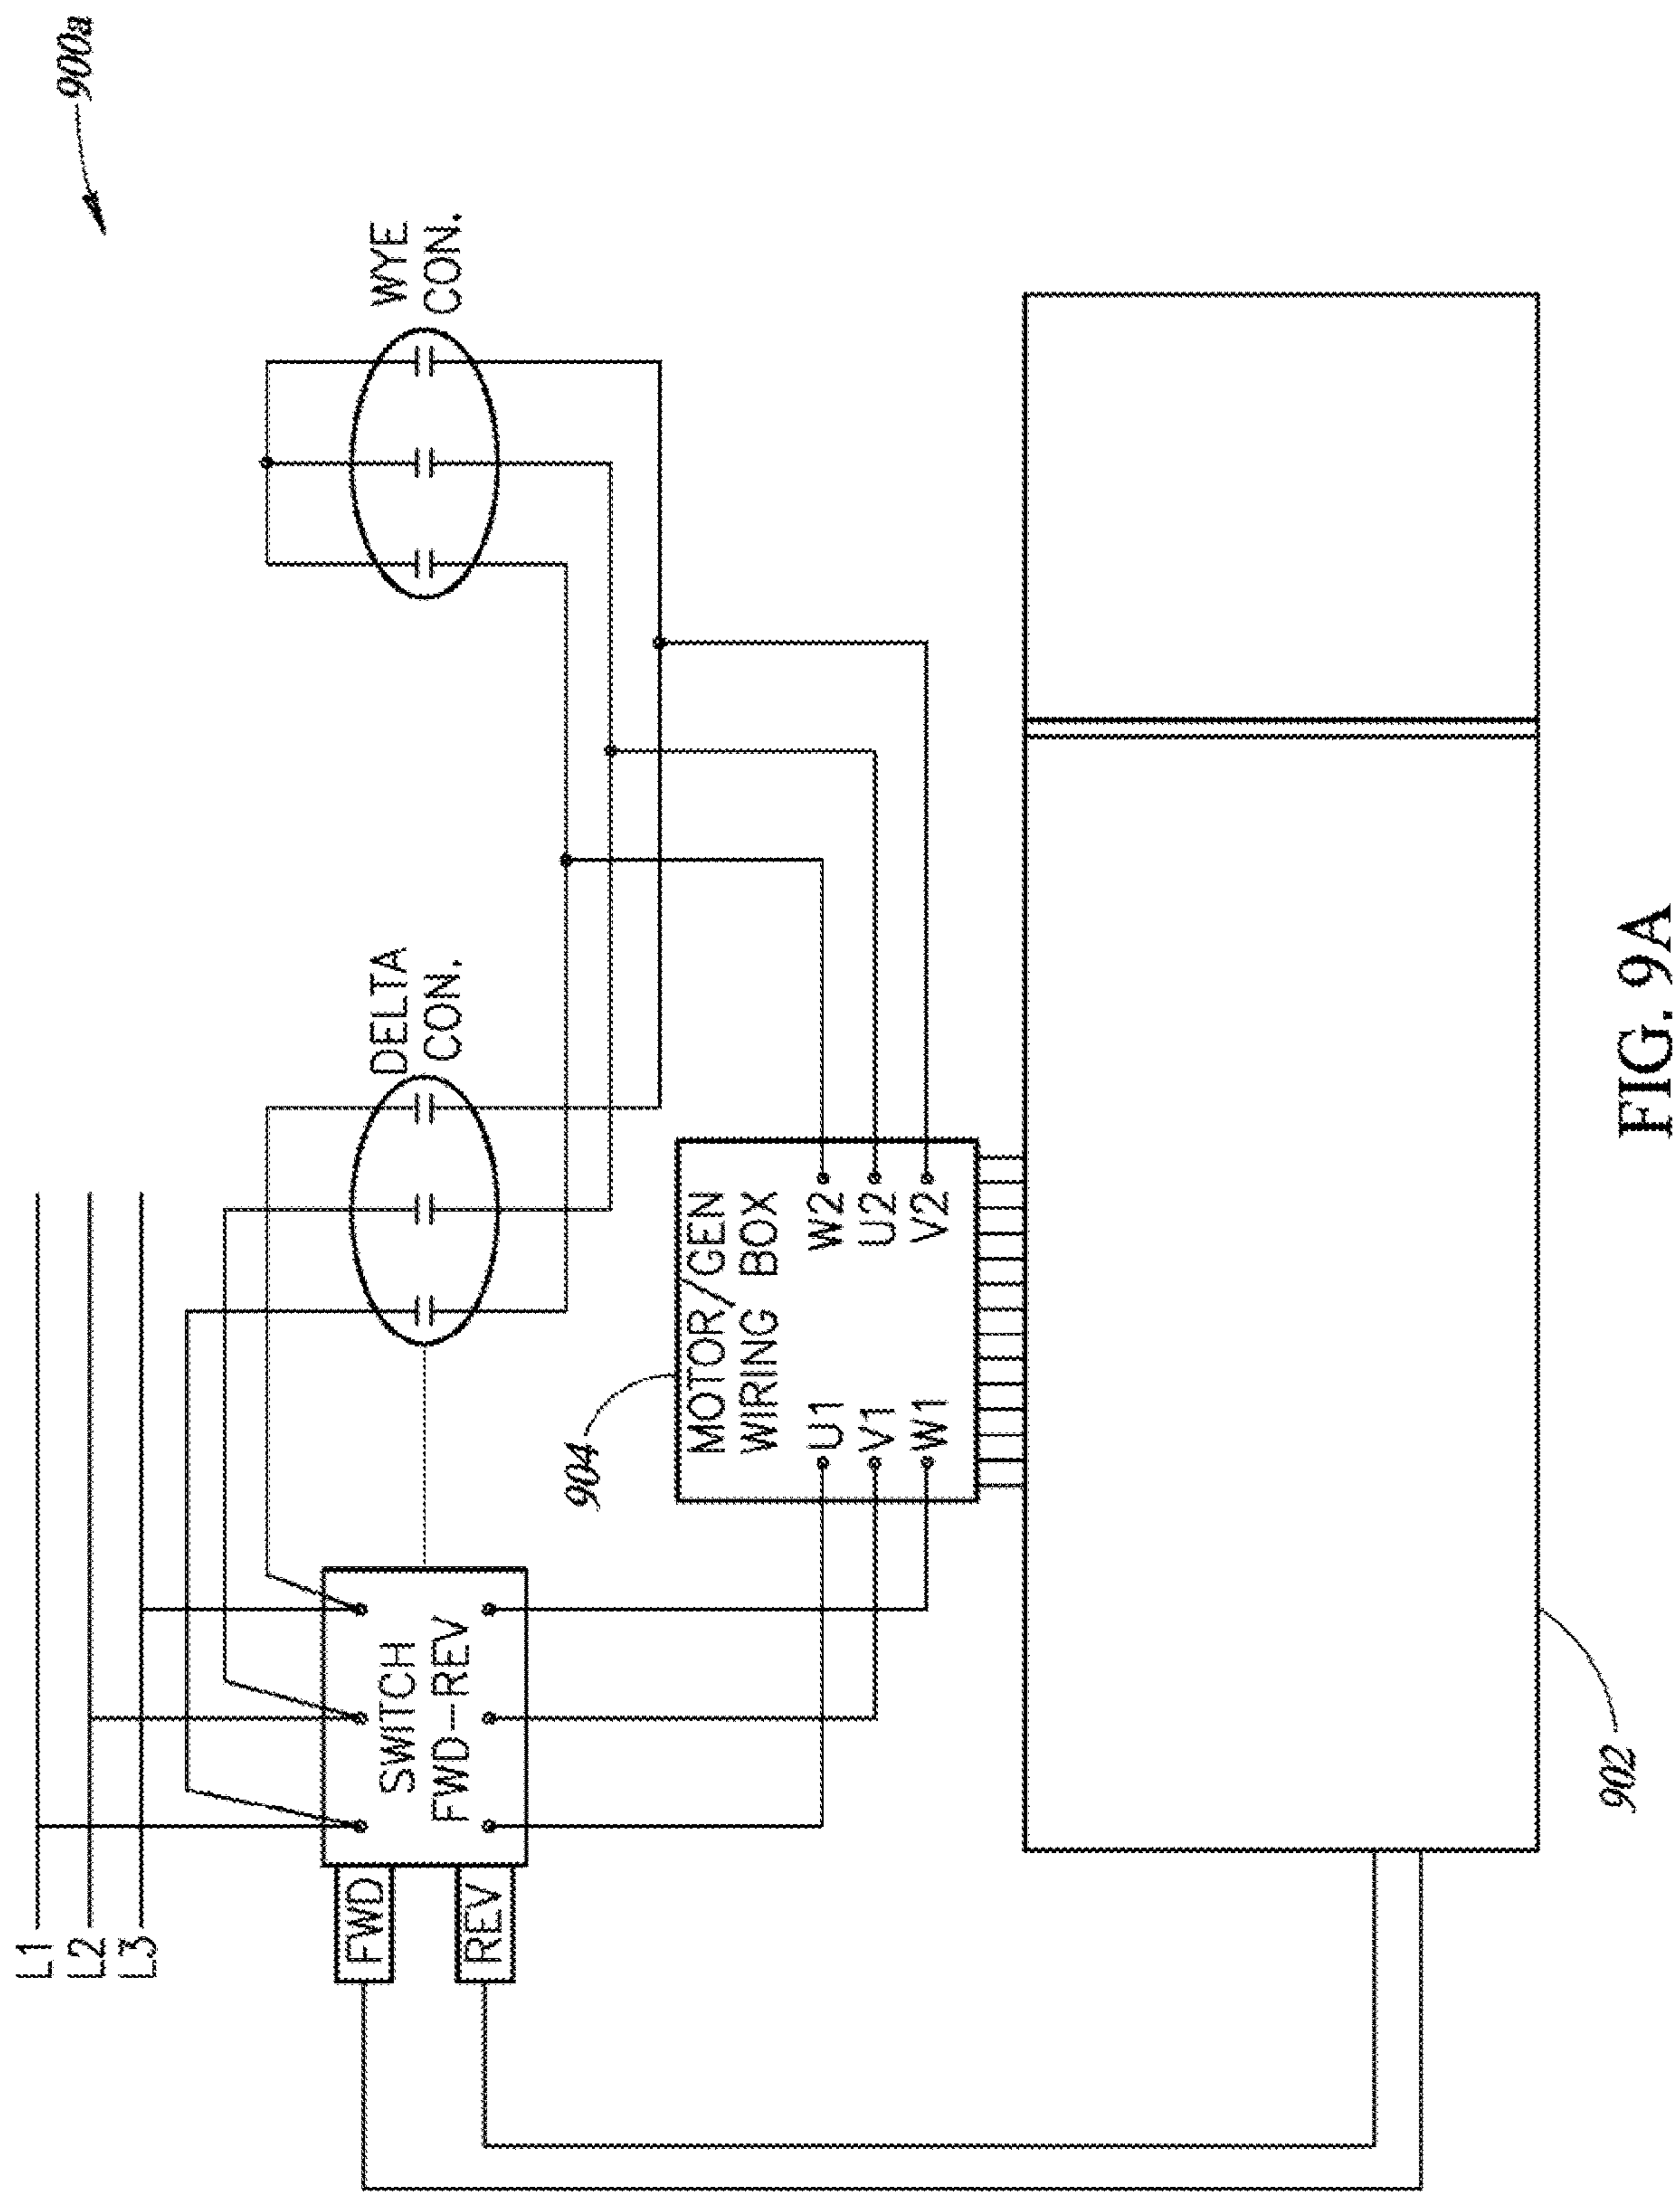 900a
L1
L2
L3
DELTA
CON.
WYE
CON.
FWD
REV
SWITCH
FWD-REV
904
MOTOR/GEN
WIRING BOX
U1
V1
W1
W2
U2
V2
902
FIG. 9A